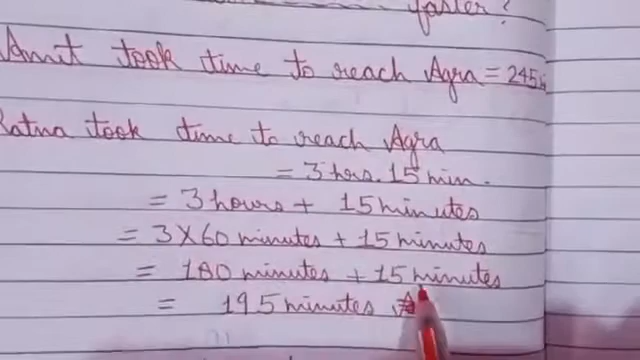 faster?
Amit took time to reach Agra = 245
Ratna took time to reach Agra
= 3 hrs. 15 min.
= 3 hours + 15 minutes
= 3 X 60 minutes + 15 minutes
= 180 minutes + 15 minutes
= 195 minutes